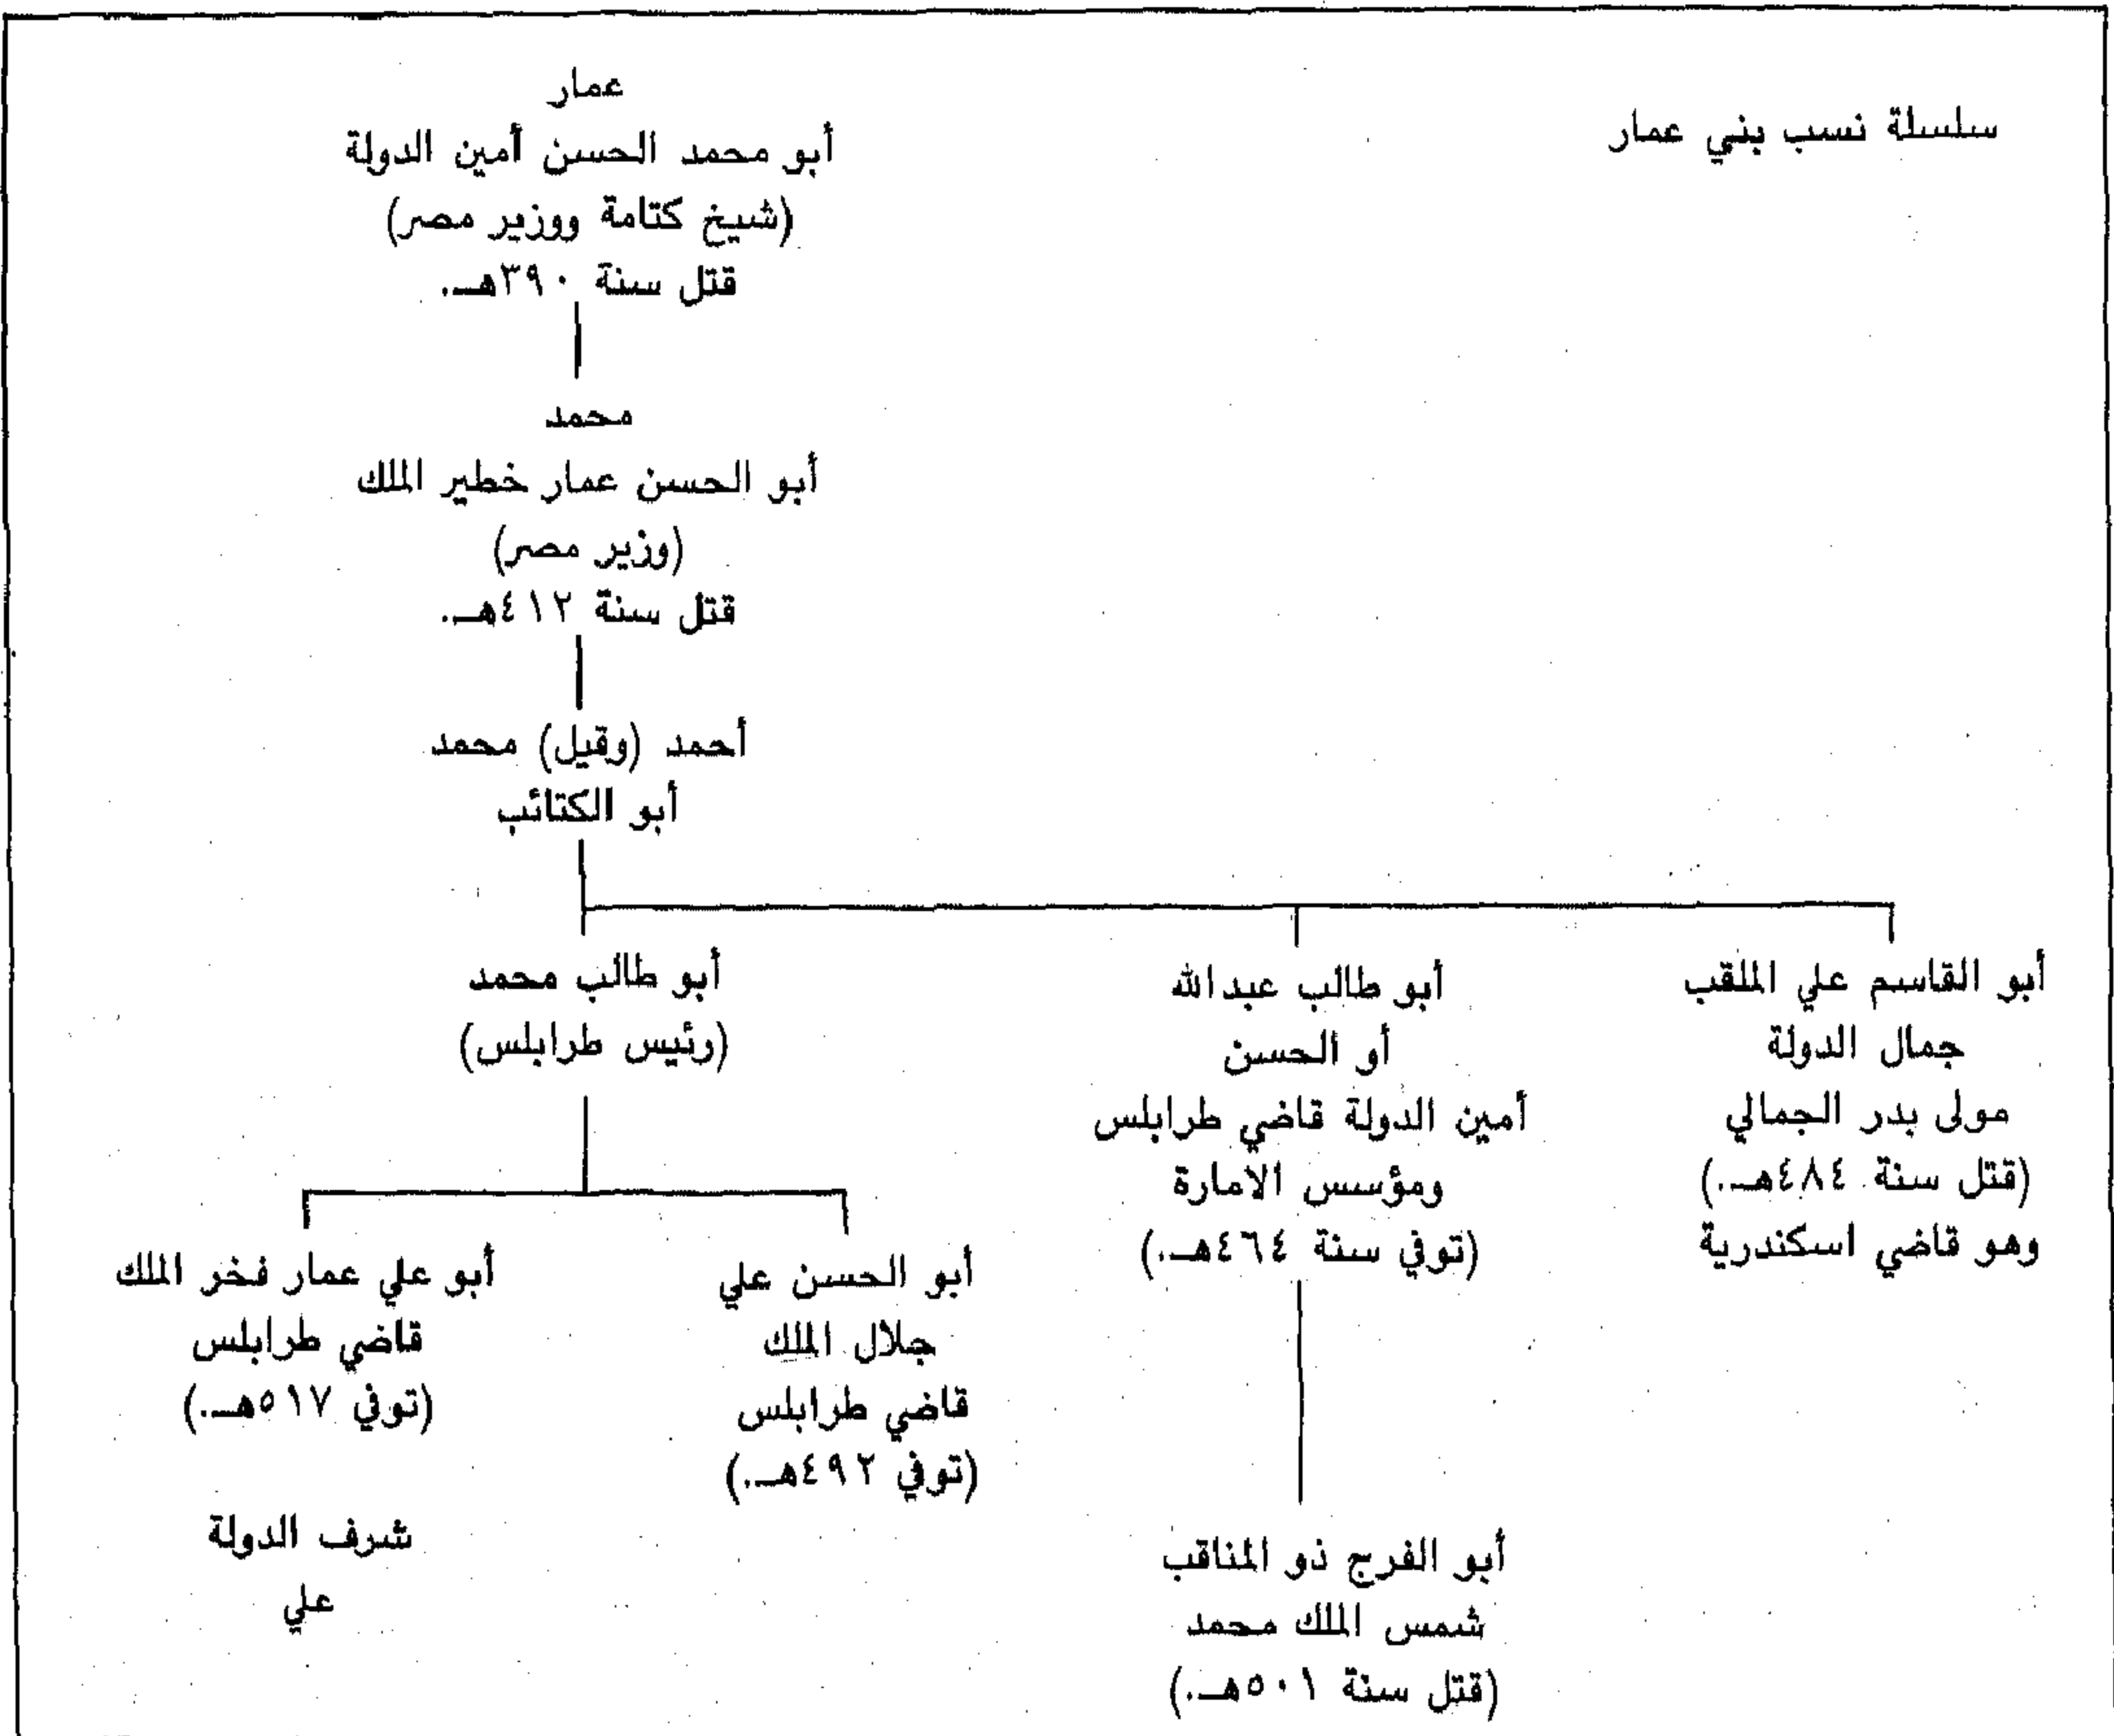 سلسلة نسب بني عمار
عمار
أبو محمد الحسن أمين الدولة
(شيخ كتامة ووزير مصر)
قتل سنة ٣٩٠هـ.
محمد
أبو الحسن عمار خطير الملك
(وزير مصر)
قتل سنة ٤١٢هـ.
أحمد (وقيل) محمد
أبو الكتائب
أبو القاسم علي الملقب
جمال الدولة
مولى بدر الجمالي
(قتل سنة ٤٨٤هـ.)
وهو قاضي اسكندرية
أبو طالب عبدالله
أو الحسن
أمين الدولة قاضي طرابلس
ومؤسس الامارة
(توفي سنة ٤٦٤هـ.)
أبو طالب محمد
(رئيس طرابلس)
أبو الحسن علي
جلال الملك
قاضي طرابلس
(توفي ٤٩٢هـ.)
أبو علي عمار فخر الملك
قاضي طرابلس
(توفي ٥١٧هـ.)
أبو الفرج ذو المناقب
شمس الملك محمد
(قتل سنة ٥٠١هـ.)
شرف الدولة
علي